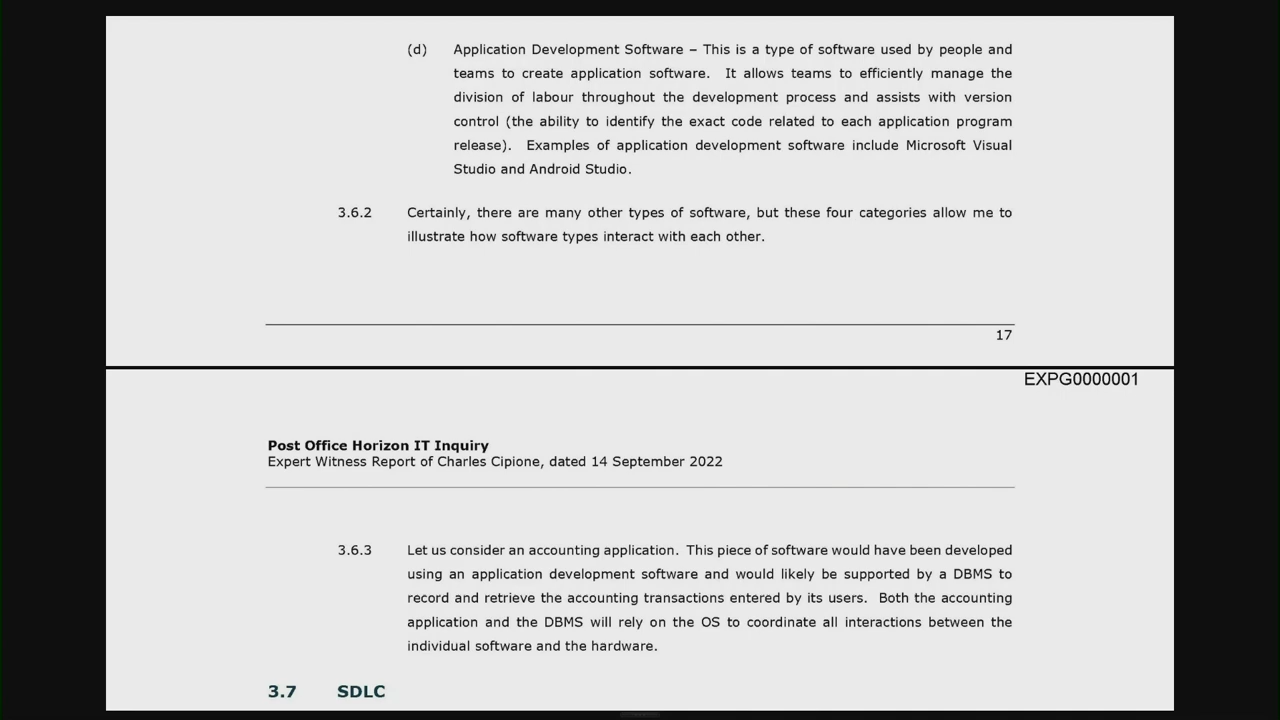 (d) Application Development Software – This is a type of software used by people and
teams to create application software. It allows teams to efficiently manage the
division of labour throughout the development process and assists with version
control (the ability to identify the exact code related to each application program
release). Examples of application development software include Microsoft Visual
Studio and Android Studio.
3.6.2 Certainly, there are many other types of software, but these four categories allow me to
illustrate how software types interact with each other.
17
EXPG0000001
Post Office Horizon IT Inquiry
Expert Witness Report of Charles Cipione, dated 14 September 2022
3.6.3 Let us consider an accounting application. This piece of software would have been developed
using an application development software and would likely be supported by a DBMS to
record and retrieve the accounting transactions entered by its users. Both the accounting
application and the DBMS will rely on the OS to coordinate all interactions between the
individual software and the hardware.
3.7 SDLC